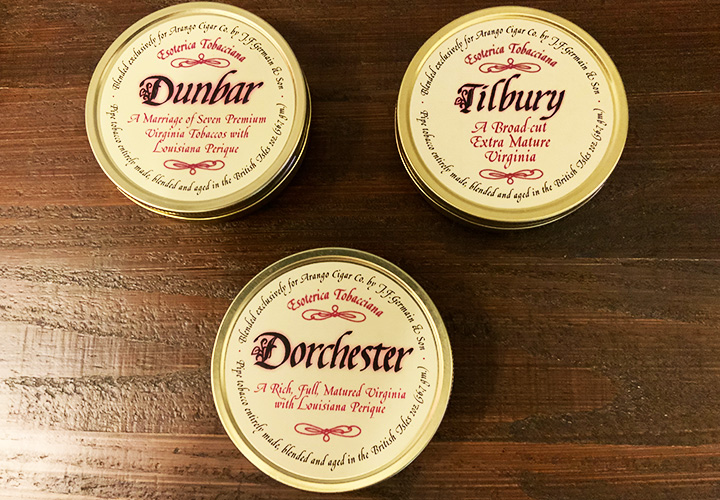 Blended exclusively for Arango Cigar Co. by J.F. Germain & Son
Esoterica Tobacciana
Dunbar
A Marriage of Seven Premium
Virginia Tobaccos with
Louisiana Perique
Pipe tobacco entirely made, blended and aged in the British Isles 2oz (56.7 gm)
Blended exclusively for Arango Cigar Co. by J.F. Germain & Son
Esoterica Tobacciana
Tilbury
A Broad cut
Extra Mature
Virginia
Pipe tobacco entirely made, blended and aged in the British Isles 2oz (56.7 gm)
Blended exclusively for Arango Cigar Co. by J.F. Germain & Son
Esoterica Tobacciana
Dorchester
A Rich, Full, Matured Virginia
with Louisiana Perique
Pipe tobacco entirely made, blended and aged in the British Isles 2oz (56.7 gm)